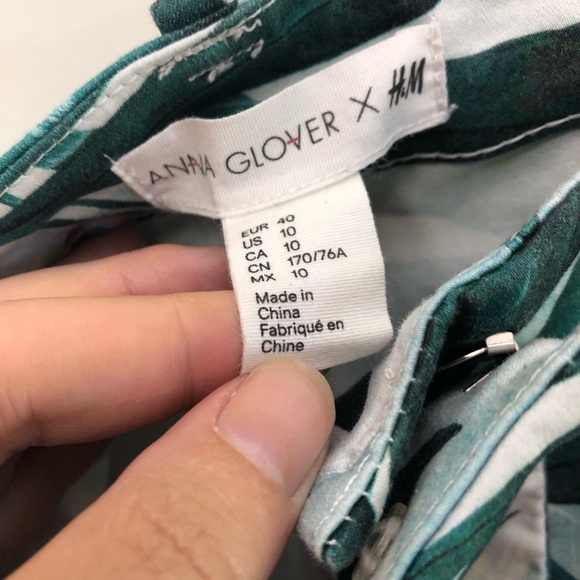 ANNA GLOVER X H&M
EUR 40
US 10
CA 10
CN 170/76A
MX 10
Made in
China
Fabriqué en
Chine